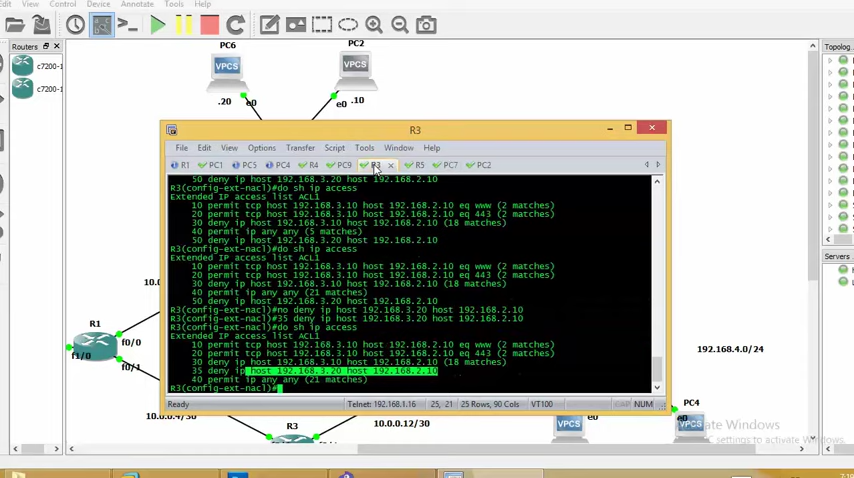 Edit View Control Device Annotate Tools Help
Routers
c7200-1
c7200-1
PC6
PC2
Topolog
VPCS
VPCS
.20 e0
e0 .10
R3
File Edit View Options Transfer Script Tools Window Help
R1 PC1 PC5 PC4 R4 PC9 R3 R5 PC7 PC2
50 deny ip host 192.168.3.20 host 192.168.2.10
R3(config-ext-nacl)#do sh ip access
Extended IP access list ACL1
10 permit tcp host 192.168.3.10 host 192.168.2.10 eq www (2 matches)
20 permit tcp host 192.168.3.10 host 192.168.2.10 eq 443 (2 matches)
30 deny ip host 192.168.3.10 host 192.168.2.10 (18 matches)
40 permit ip any any (5 matches)
50 deny ip host 192.168.3.20 host 192.168.2.10
R3(config-ext-nacl)#do sh ip access
Extended IP access list ACL1
10 permit tcp host 192.168.3.10 host 192.168.2.10 eq www (2 matches)
20 permit tcp host 192.168.3.10 host 192.168.2.10 eq 443 (2 matches)
30 deny ip host 192.168.3.10 host 192.168.2.10 (18 matches)
40 permit ip any any (21 matches)
50 deny ip host 192.168.3.20 host 192.168.2.10
R3(config-ext-nacl)#no deny ip host 192.168.3.20 host 192.168.2.10
R3(config-ext-nacl)#35 deny ip host 192.168.3.20 host 192.168.2.10
R3(config-ext-nacl)#do sh ip access
Extended IP access list ACL1
10 permit tcp host 192.168.3.10 host 192.168.2.10 eq www (2 matches)
20 permit tcp host 192.168.3.10 host 192.168.2.10 eq 443 (2 matches)
30 deny ip host 192.168.3.10 host 192.168.2.10 (18 matches)
35 deny ip host 192.168.3.20 host 192.168.2.10
40 permit ip any any (21 matches)
R3(config-ext-nacl)#
Ready Telnet: 192.168.1.16 25, 21 25 Rows, 90 Cols VT100 CAP NUM
Servers
10.0
R1
f0/0
f1/0
f0/1
192.168.4.0/24
PC4
10.0.0.4/30
10.0.0.12/30
R3
e0
e0
VPCS
VPCS
ate Windows
settings to activate Windows.